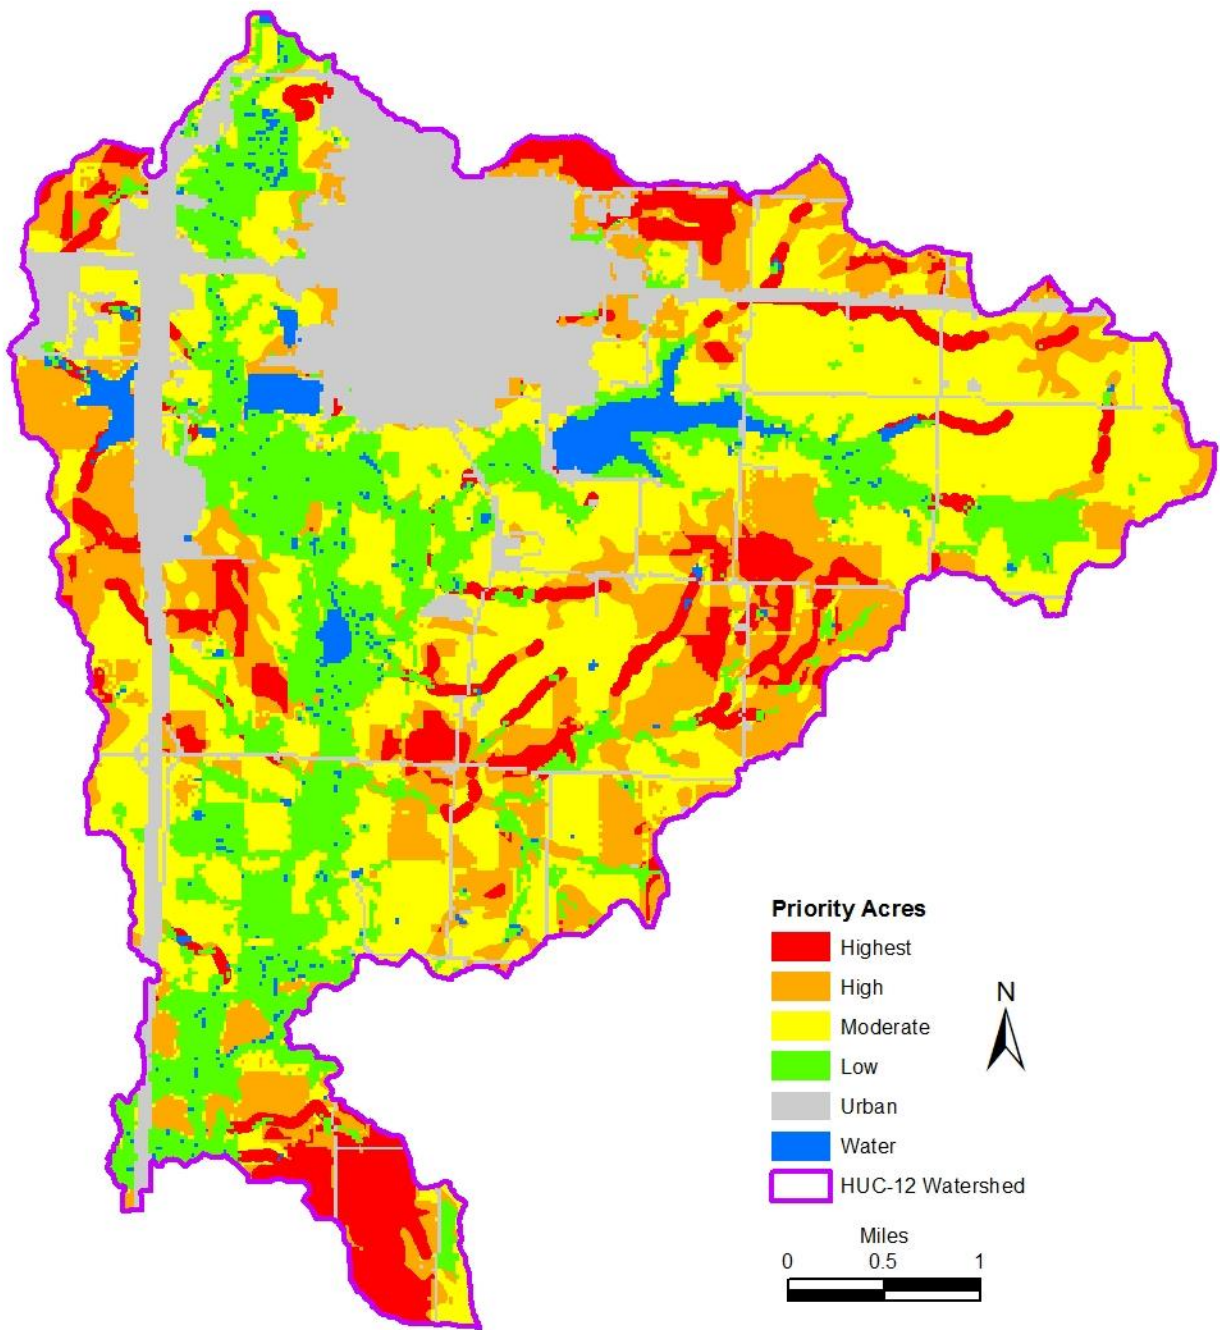 Priority Acres
Highest
High
Moderate
Low
Urban
Water
HUC-12 Watershed
N
Miles
0 0.5 1